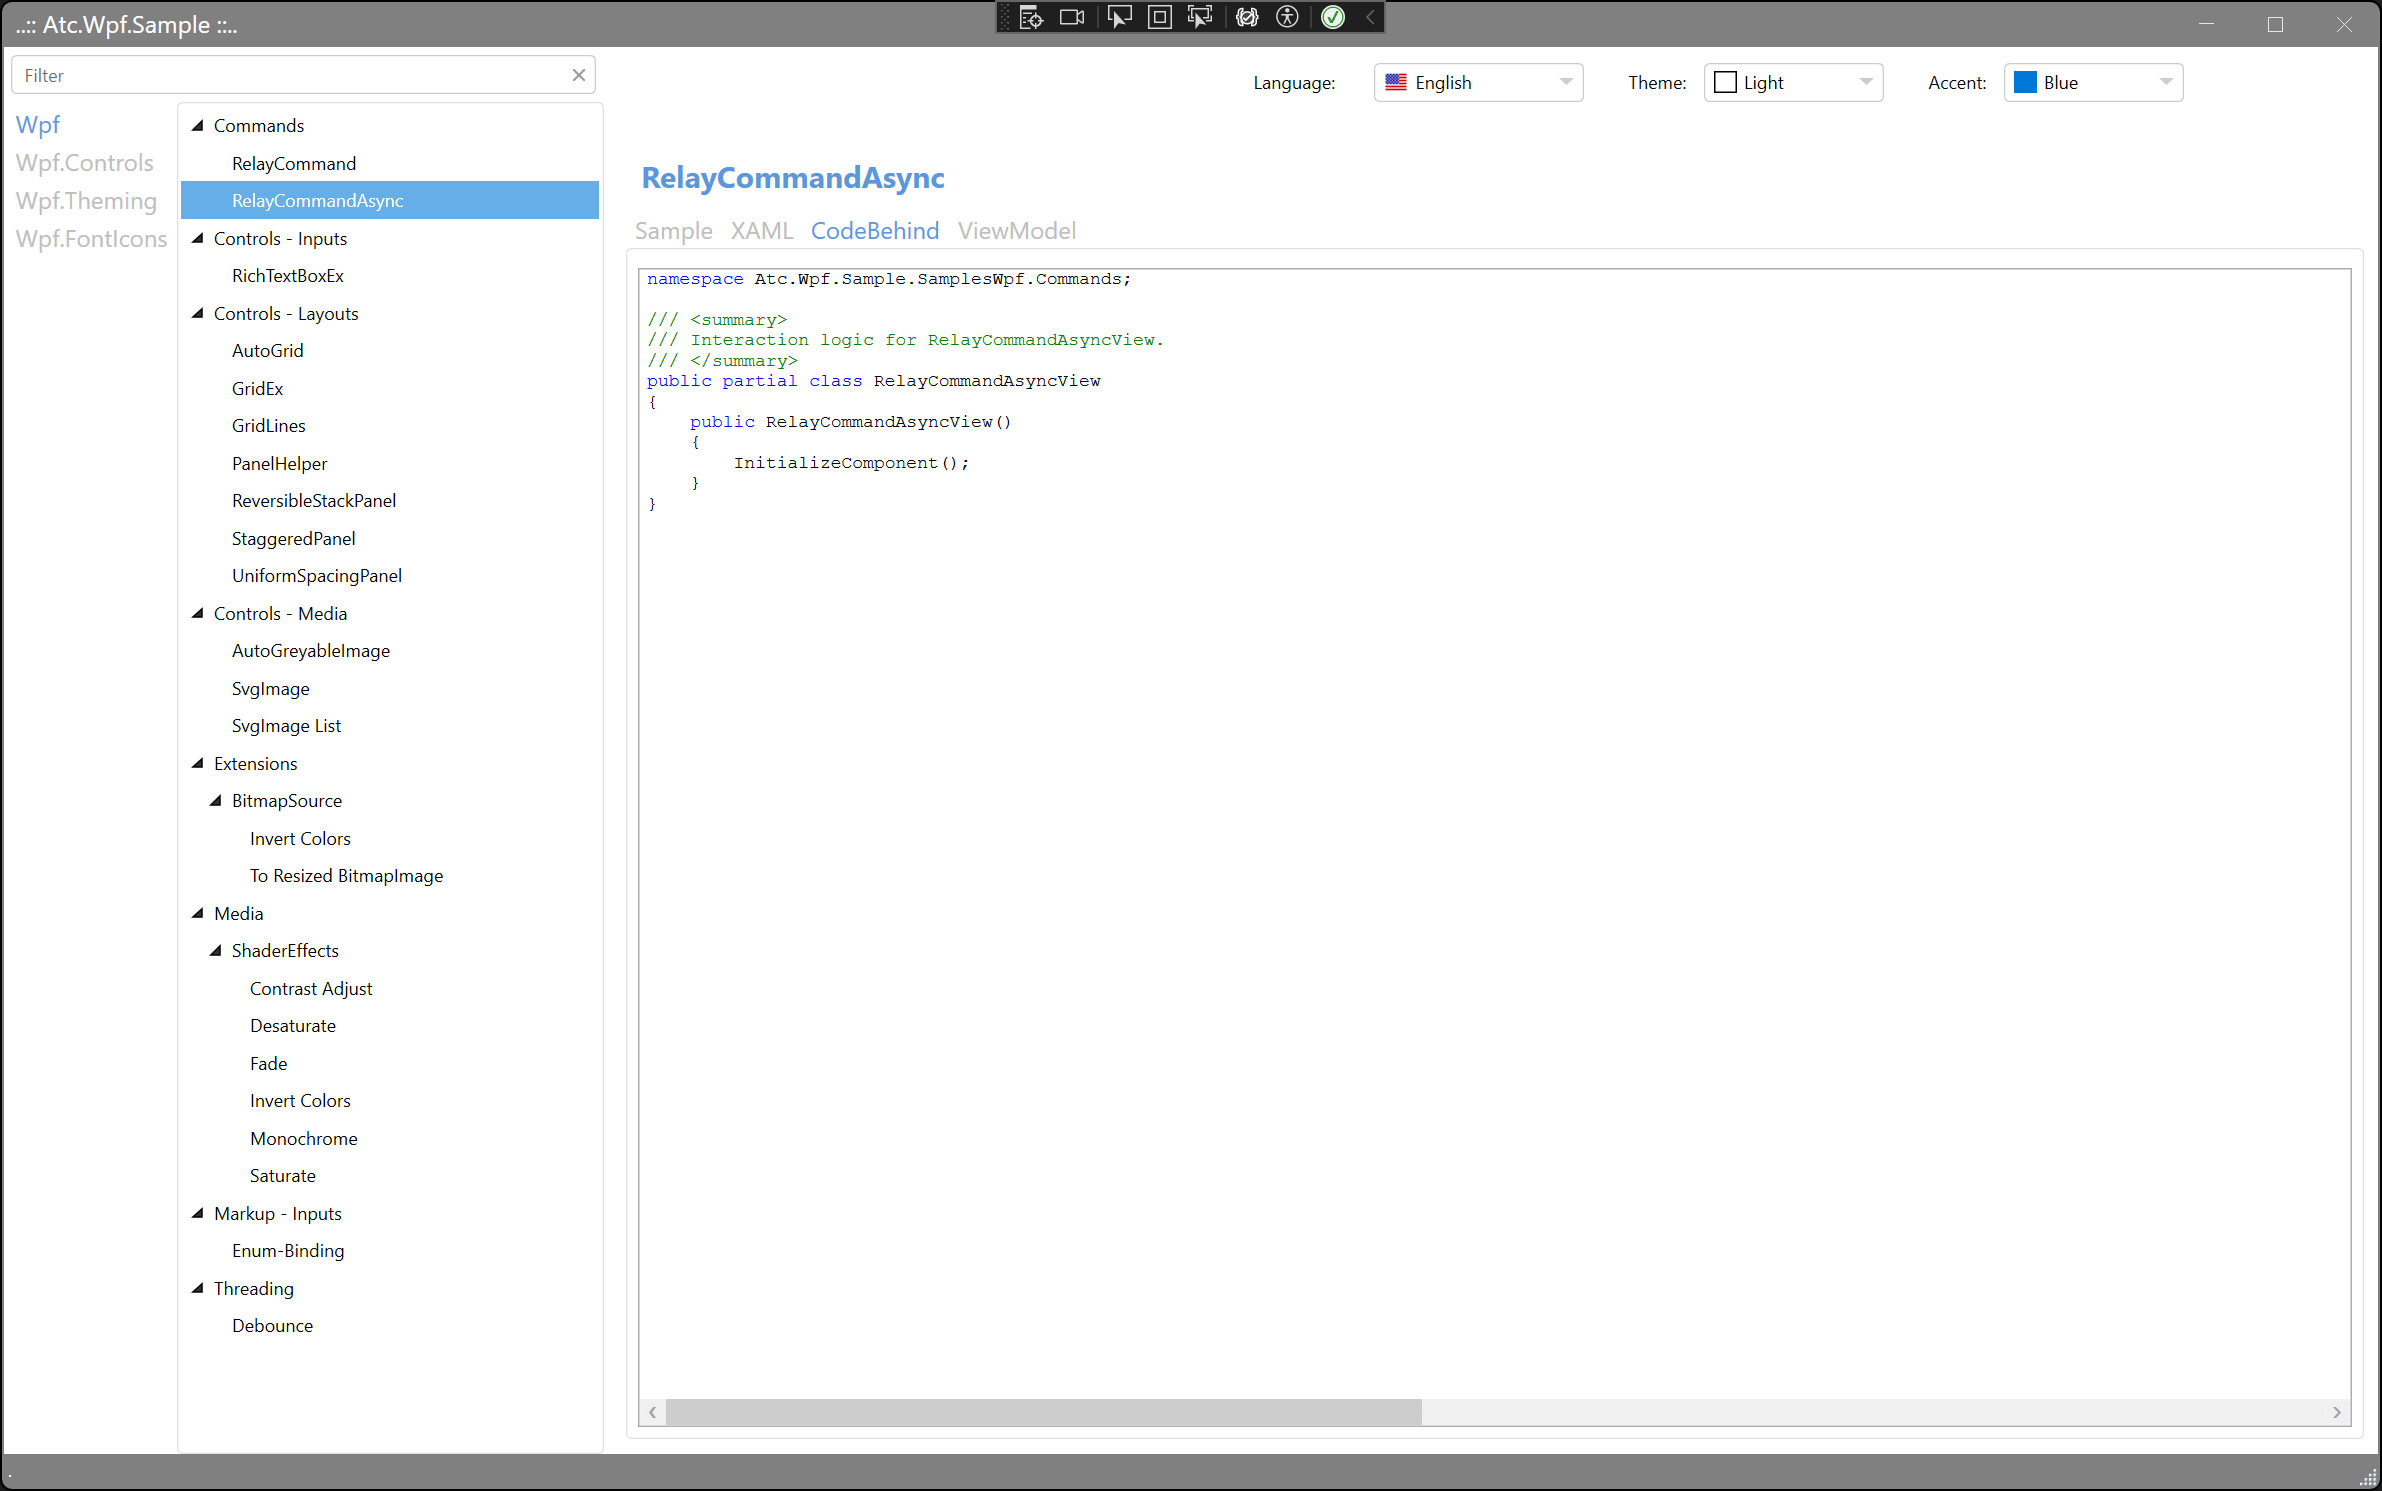 ..:: Atc.Wpf.Sample ::..
Filter
Language:
English
Theme:
Light
Accent:
Blue
Wpf
Wpf.Controls
Wpf.Theming
Wpf.FontIcons
Commands
RelayCommand
RelayCommandAsync
Controls - Inputs
RichTextBoxEx
Controls - Layouts
AutoGrid
GridEx
GridLines
PanelHelper
ReversibleStackPanel
StaggeredPanel
UniformSpacingPanel
Controls - Media
AutoGreyableImage
SvgImage
SvgImage List
Extensions
BitmapSource
Invert Colors
To Resized BitmapImage
Media
ShaderEffects
Contrast Adjust
Desaturate
Fade
Invert Colors
Monochrome
Saturate
Markup - Inputs
Enum-Binding
Threading
Debounce
RelayCommandAsync
Sample XAML CodeBehind ViewModel
namespace Atc.Wpf.Sample.SamplesWpf.Commands;
/// <summary>
/// Interaction logic for RelayCommandAsyncView.
/// </summary>
public partial class RelayCommandAsyncView
{
    public RelayCommandAsyncView()
    {
        InitializeComponent();
    }
}
.